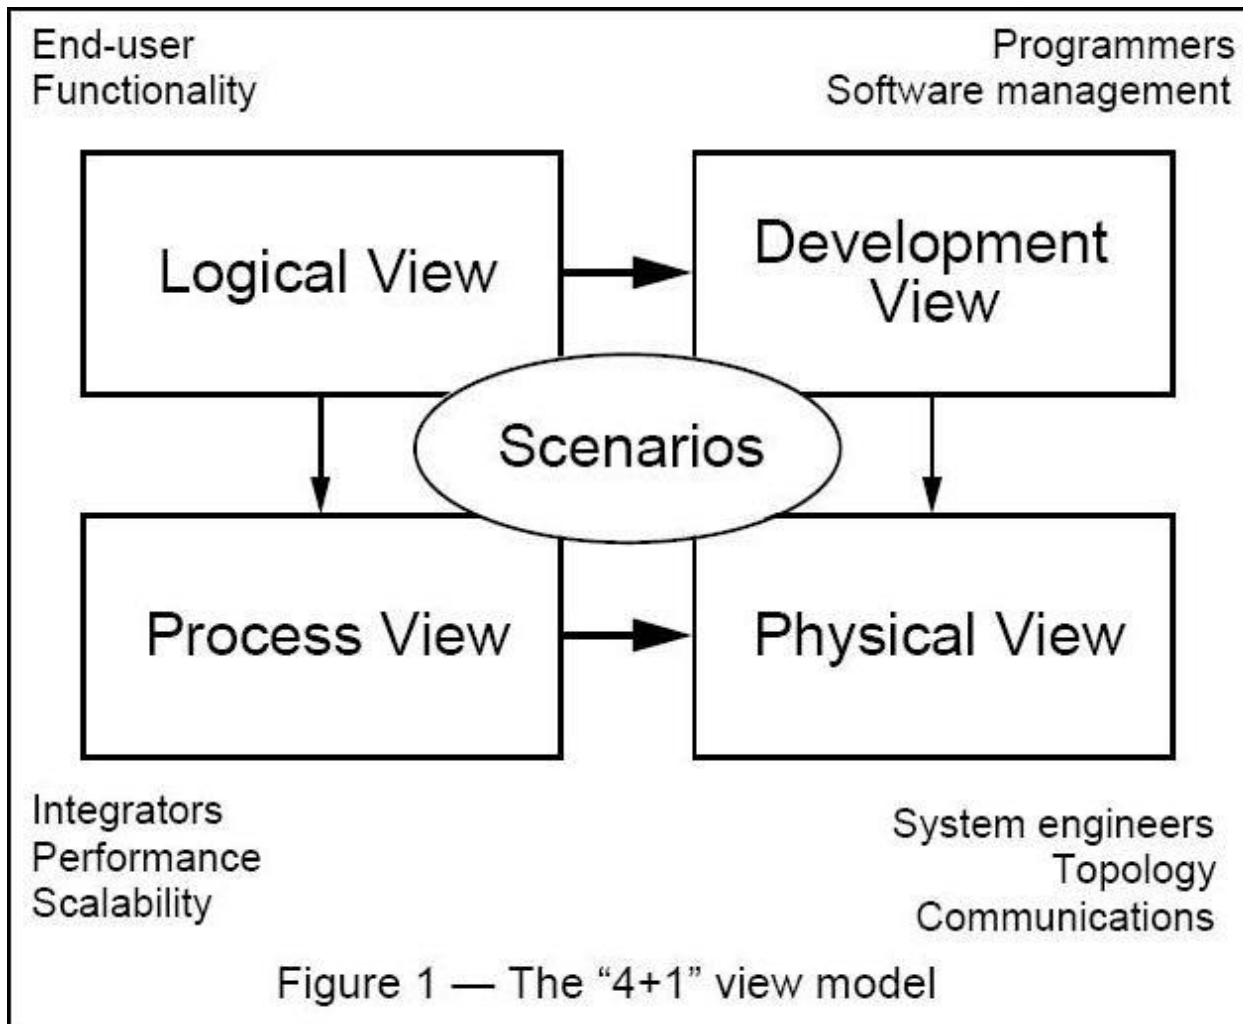 End-user
Functionality
Programmers
Software management
Logical View
Development
View
Scenarios
Process View
Physical View
Integrators
Performance
Scalability
System engineers
Topology
Communications
Figure 1 — The “4+1” view model